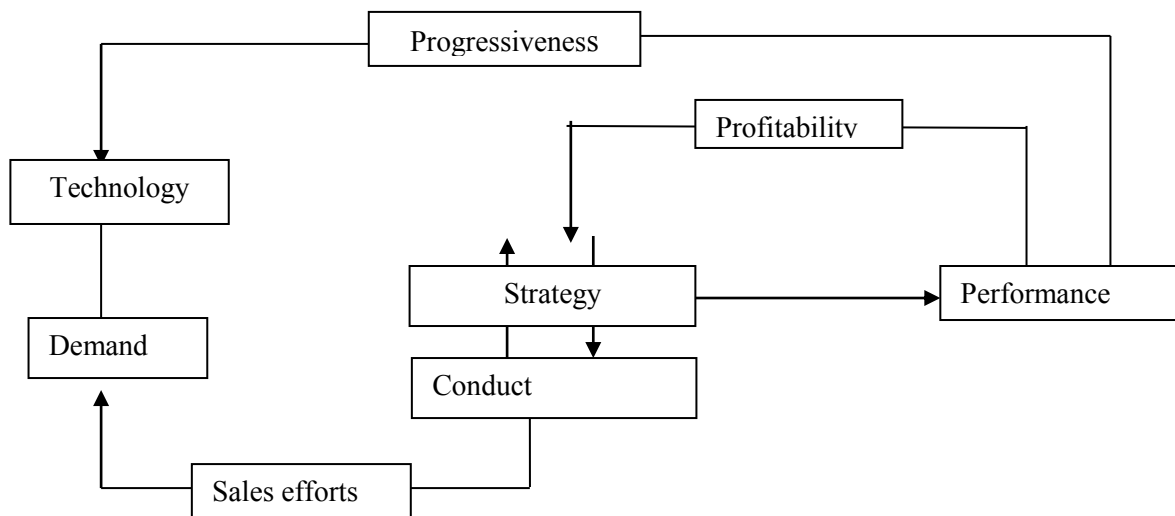 Progressiveness
Profitability
Technology
Strategy
Performance
Demand
Conduct
Sales efforts